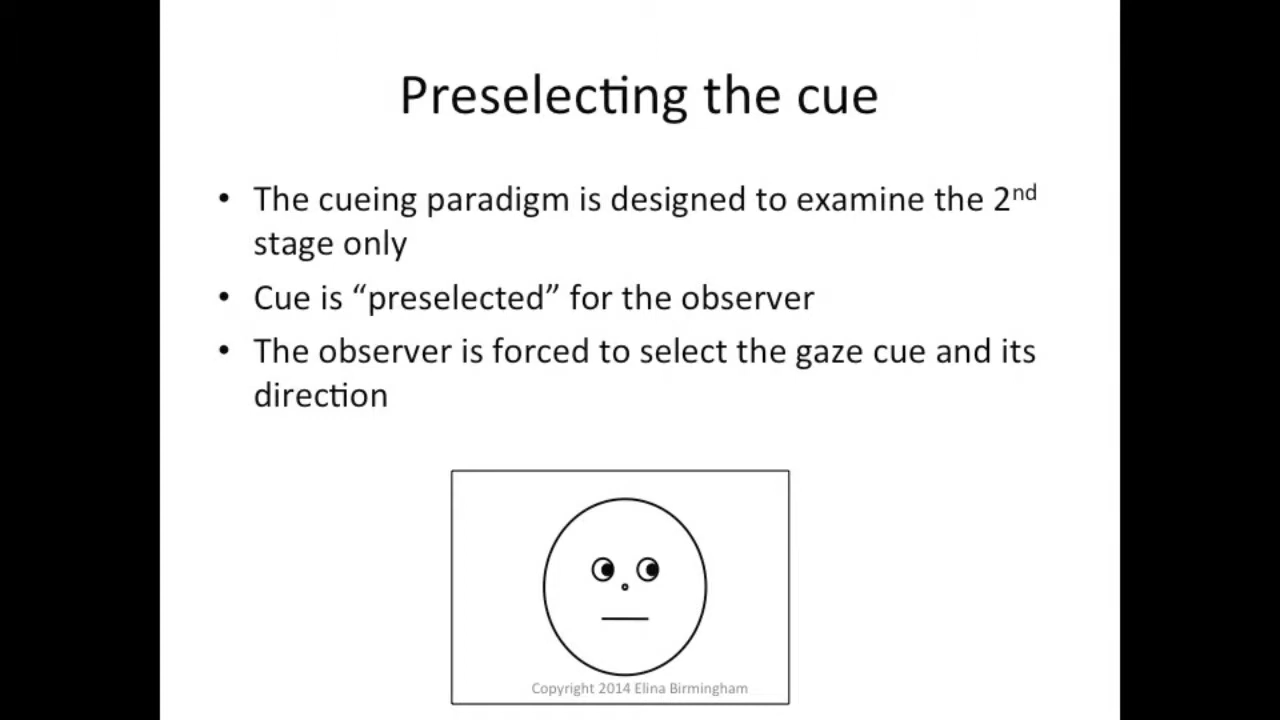 Preselecting the cue
• The cueing paradigm is designed to examine the 2nd
stage only
• Cue is “preselected” for the observer
• The observer is forced to select the gaze cue and its
direction
Copyright 2014 Elina Birmingham